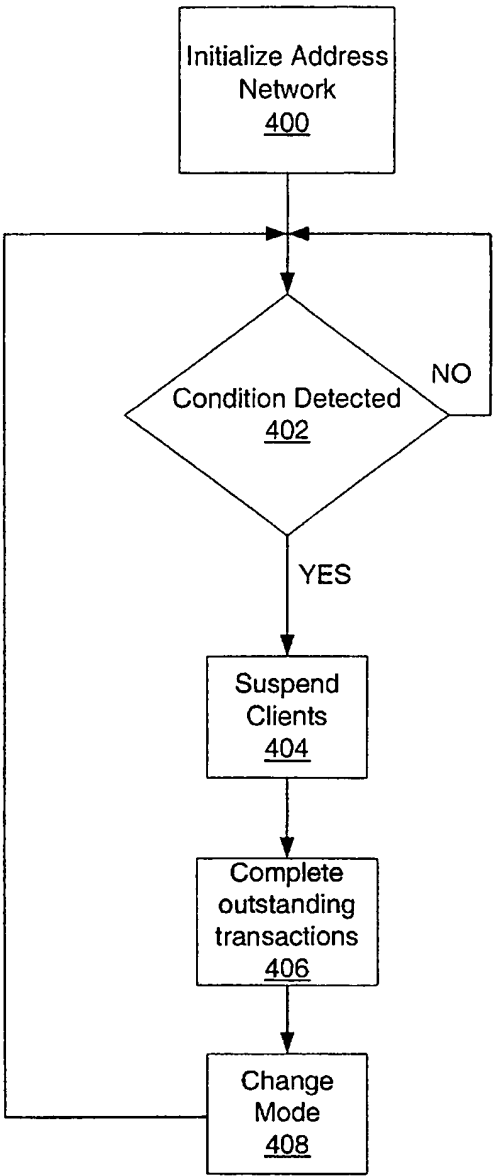 Initialize Address
Network
400
Condition Detected
402
NO
YES
Suspend
Clients
404
Complete
outstanding
transactions
406
Change
Mode
408